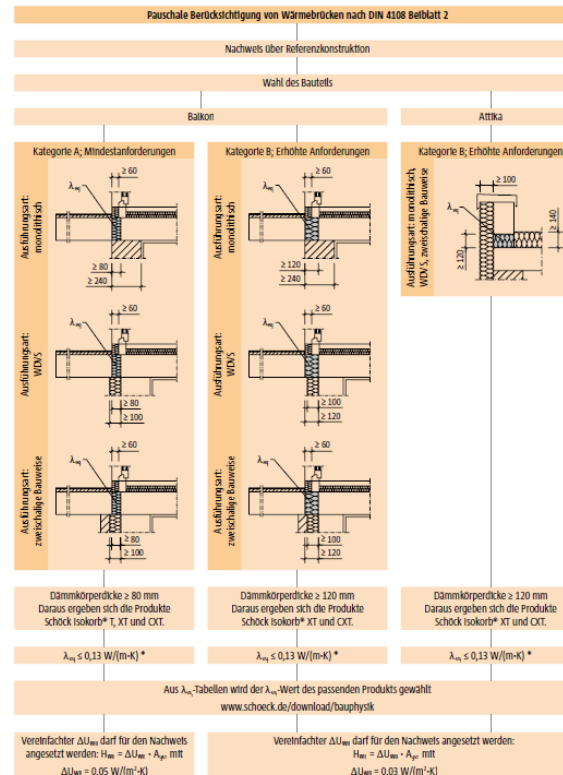 Pauschale Berücksichtigung von Wärmebrücken nach DIN 4108 Beiblatt 2
Nachweis über Referenzkonstruktion
Wahl des Bauteils
Balkon
Attika
Kategorie A; Mindestanforderungen
Ausführungsart:
monolithisch
λeq
≥ 60
≥ 80
≥ 240
Ausführungsart:
WDVS
λeq
≥ 60
≥ 80
≥ 100
Ausführungsart:
zweischalige Bauweise
λeq
≥ 60
≥ 80
≥ 100
Kategorie B; Erhöhte Anforderungen
Ausführungsart:
monolithisch
λeq
≥ 60
≥ 120
≥ 240
Ausführungsart:
WDVS
λeq
≥ 60
≥ 100
≥ 120
Ausführungsart:
zweischalige Bauweise
λeq
≥ 60
≥ 100
≥ 120
Kategorie B; Erhöhte Anforderungen
Ausführungsart: monolithisch,
WDVS, zweischalige Bauweise
λeq
≥ 100
≥ 140
≥ 120
Dämmkörperdicke ≥ 80 mm
Daraus ergeben sich die Produkte
Schöck Isokorb® T, XT und CXT.
Dämmkörperdicke ≥ 120 mm
Daraus ergeben sich die Produkte
Schöck Isokorb® XT und CXT.
Dämmkörperdicke ≥ 120 mm
Daraus ergeben sich die Produkte
Schöck Isokorb® XT und CXT.
λeq ≤ 0,13 W/(m·K) *
λeq ≤ 0,13 W/(m·K) *
λeq ≤ 0,13 W/(m·K) *
Aus λeq-Tabellen wird der λeq-Wert des passenden Produkts gewählt
www.schoeck.de/download/bauphysik
Vereinfachter ΔUWB darf für den Nachweis
angesetzt werden: HWB = ΔUWB · Ages mit
ΔUWB = 0,05 W/(m²·K)
Vereinfachter ΔUWB darf für den Nachweis angesetzt werden:
HWB = ΔUWB · Ages mit
ΔUWB = 0,03 W/(m²·K)